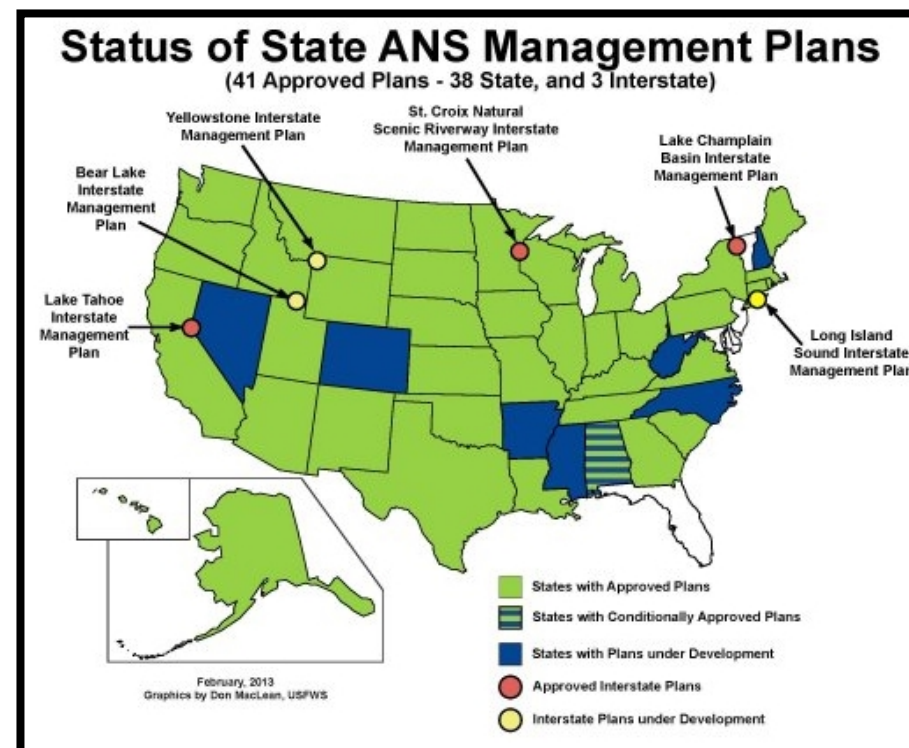 Status of State ANS Management Plans
(41 Approved Plans - 38 State, and 3 Interstate)
Yellowstone Interstate
Management Plan
St. Croix Natural
Scenic Riverway Interstate
Management Plan
Lake Champlain
Basin Interstate
Management Plan
Bear Lake
Interstate
Management
Plan
Lake Tahoe
Interstate
Management
Plan
Long Island
Sound Interstate
Management Plan
States with Approved Plans
States with Conditionally Approved Plans
States with Plans under Development
Approved Interstate Plans
Interstate Plans under Development
February, 2013
Graphics by Don MacLean, USFWS